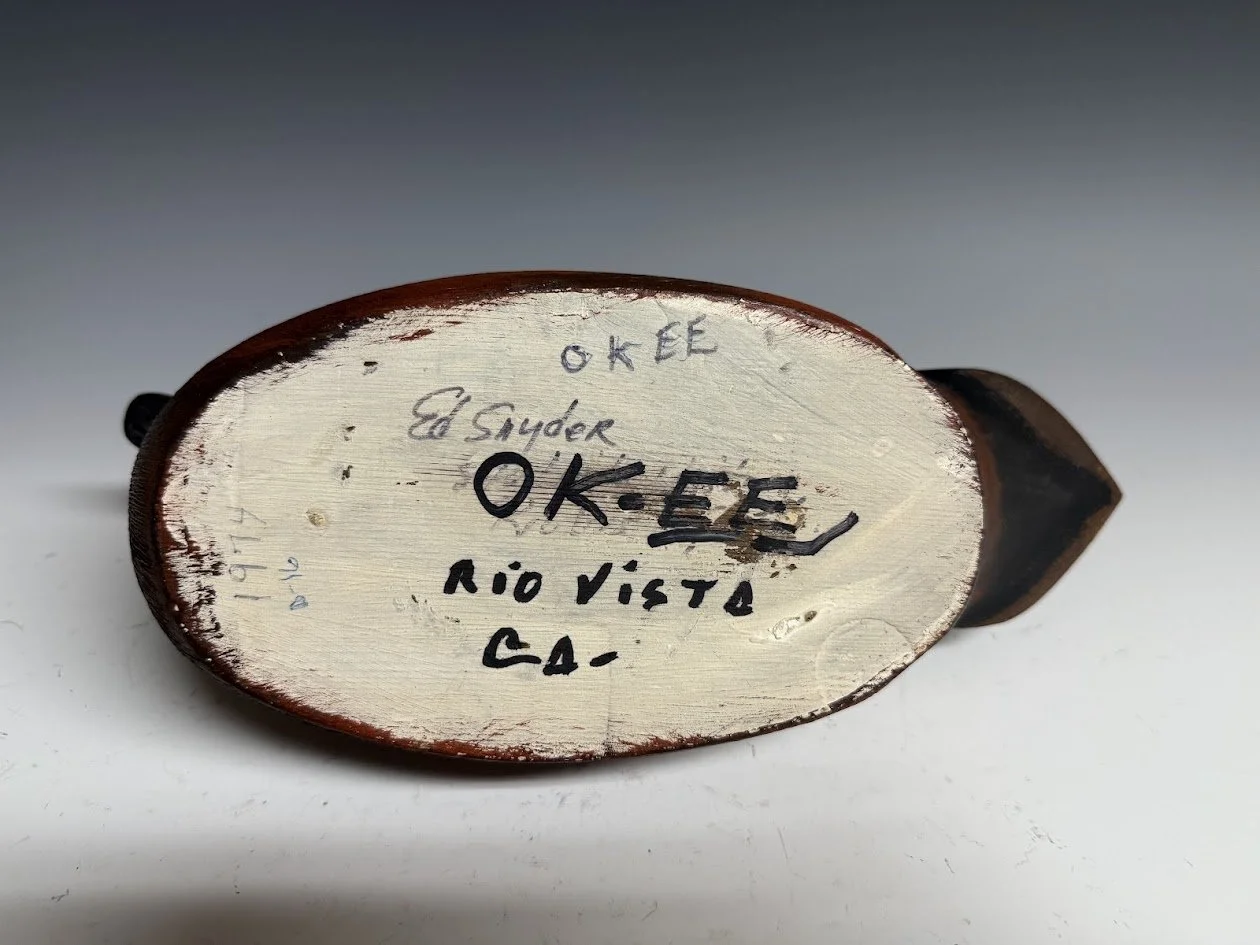 OKEE
Ed Snyder
OK-EE
RiO ViSTA
CA-
1974